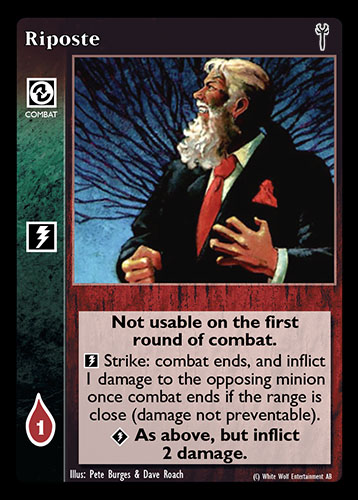 Riposte
COMBAT
Not usable on the first
round of combat.
Strike: combat ends, and inflict
1 damage to the opposing minion
once combat ends if the range is
close (damage not preventable).
As above, but inflict
2 damage.
1
Illus: Pete Burges & Dave Roach
(C) White Wolf Entertainment AB